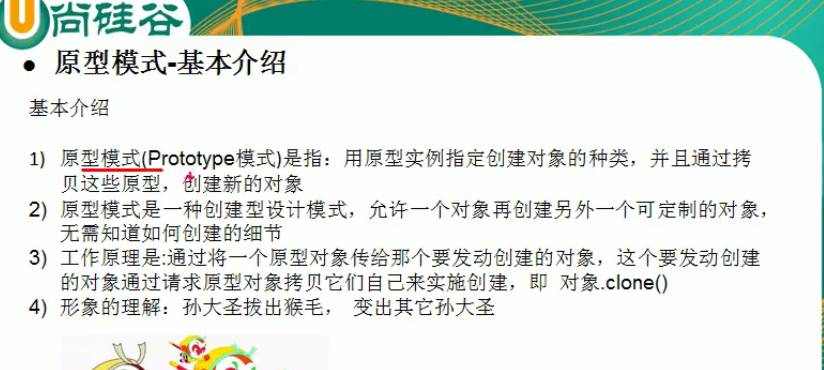 尚硅谷
● 原型模式-基本介绍
基本介绍
1) 原型模式(Prototype模式)是指：用原型实例指定创建对象的种类，并且通过拷
贝这些原型，创建新的对象
2) 原型模式是一种创建型设计模式，允许一个对象再创建另外一个可定制的对象，
无需知道如何创建的细节
3) 工作原理是:通过将一个原型对象传给那个要发动创建的对象，这个要发动创建
的对象通过请求原型对象拷贝它们自己来实施创建，即 对象.clone()
4) 形象的理解：孙大圣拔出猴毛， 变出其它孙大圣